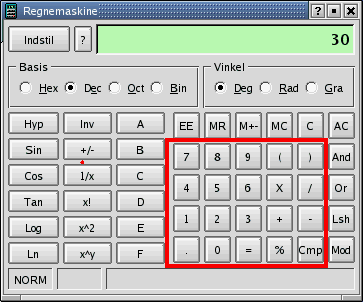 Regnemaskine
Indstil ? 30
Basis Vinkel
Hex Dec Oct Bin Deg Rad Gra
Hyp Inv A EE MR M+- MC C AC
Sin +/- B 7 8 9 ( ) And
Cos 1/x C 4 5 6 X / Or
Tan x! D 1 2 3 + - Lsh
Log x^2 E . 0 = % Cmp Mod
Ln x^y F
NORM